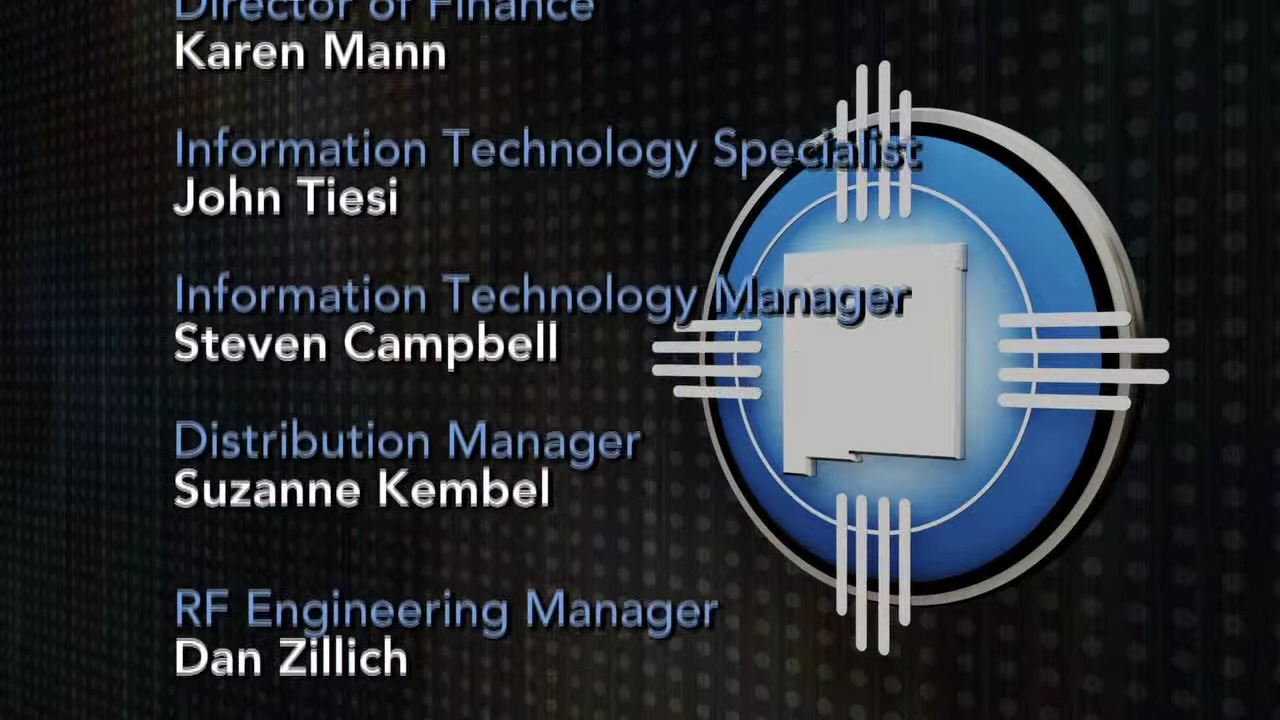 Director of Finance
Karen Mann
Information Technology Specialist
John Tiesi
Information Technology Manager
Steven Campbell
Distribution Manager
Suzanne Kembel
RF Engineering Manager
Dan Zillich